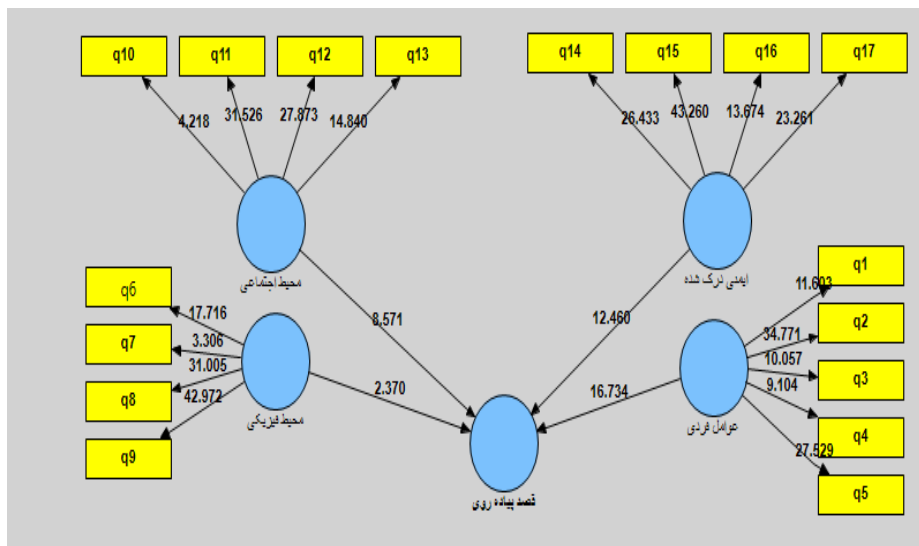 q10 q11 q12 q13
q14 q15 q16 q17
4.218 31.526 27.873 14.840
26.433 43.260 13.674 23.261
محیط اجتماعی
ایمنی درک شده
q6
q7
q8
q9
17.716
3.306
31.005
42.972
محیط فیزیکی
8.571
2.370
12.460
16.734
q1
q2
q3
q4
q5
11.603
34.771
10.057
9.104
27.529
عوامل فردی
قصد پیاده روی